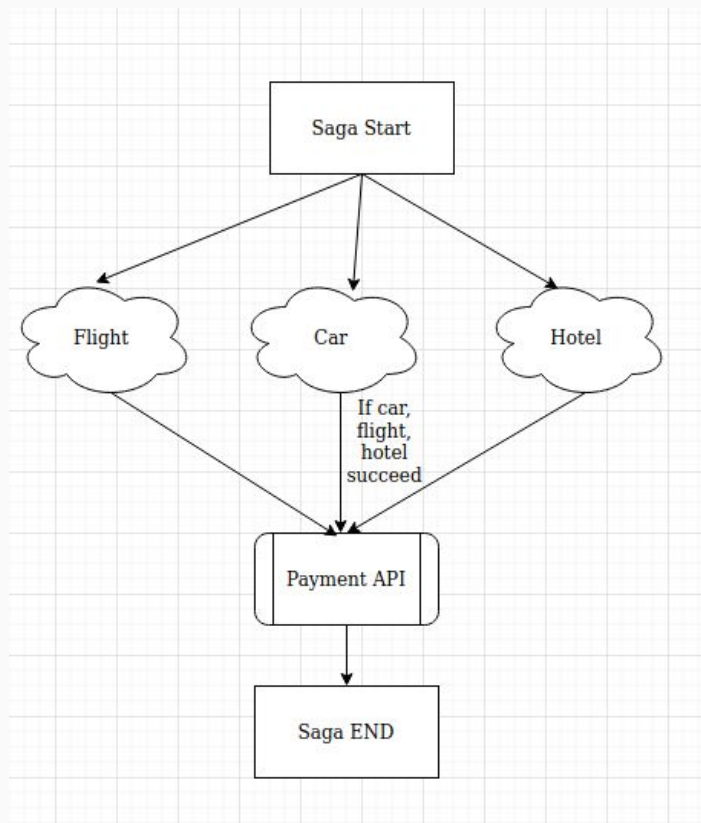 Saga Start
Flight
Car
Hotel
If car,
flight,
hotel
succeed
Payment API
Saga END